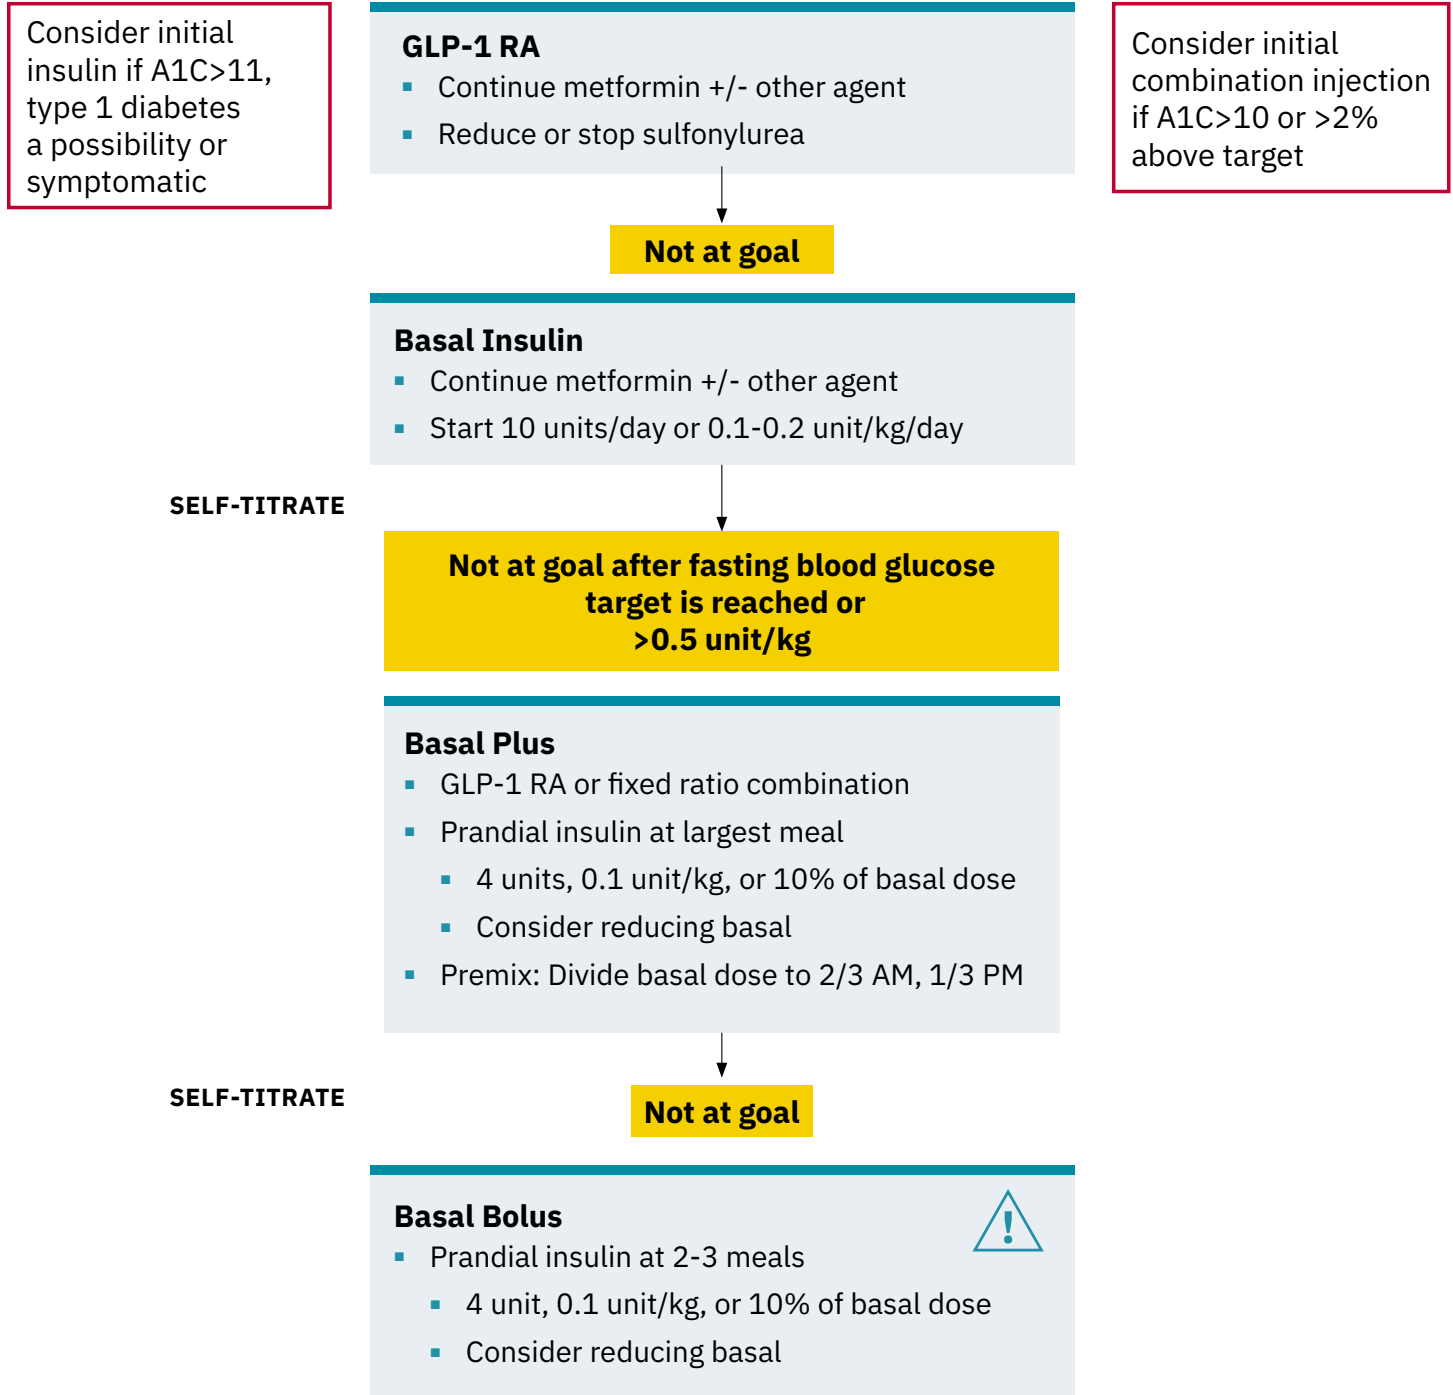 Consider initial
insulin if A1C>11,
type 1 diabetes
a possibility or
symptomatic
GLP-1 RA
▪ Continue metformin +/- other agent
▪ Reduce or stop sulfonylurea
Consider initial
combination injection
if A1C>10 or >2%
above target
Not at goal
Basal Insulin
▪ Continue metformin +/- other agent
▪ Start 10 units/day or 0.1-0.2 unit/kg/day
SELF-TITRATE
Not at goal after fasting blood glucose
target is reached or
>0.5 unit/kg
Basal Plus
▪ GLP-1 RA or fixed ratio combination
▪ Prandial insulin at largest meal
▪ 4 units, 0.1 unit/kg, or 10% of basal dose
▪ Consider reducing basal
▪ Premix: Divide basal dose to 2/3 AM, 1/3 PM
SELF-TITRATE
Not at goal
Basal Bolus
!
▪ Prandial insulin at 2-3 meals
▪ 4 unit, 0.1 unit/kg, or 10% of basal dose
▪ Consider reducing basal